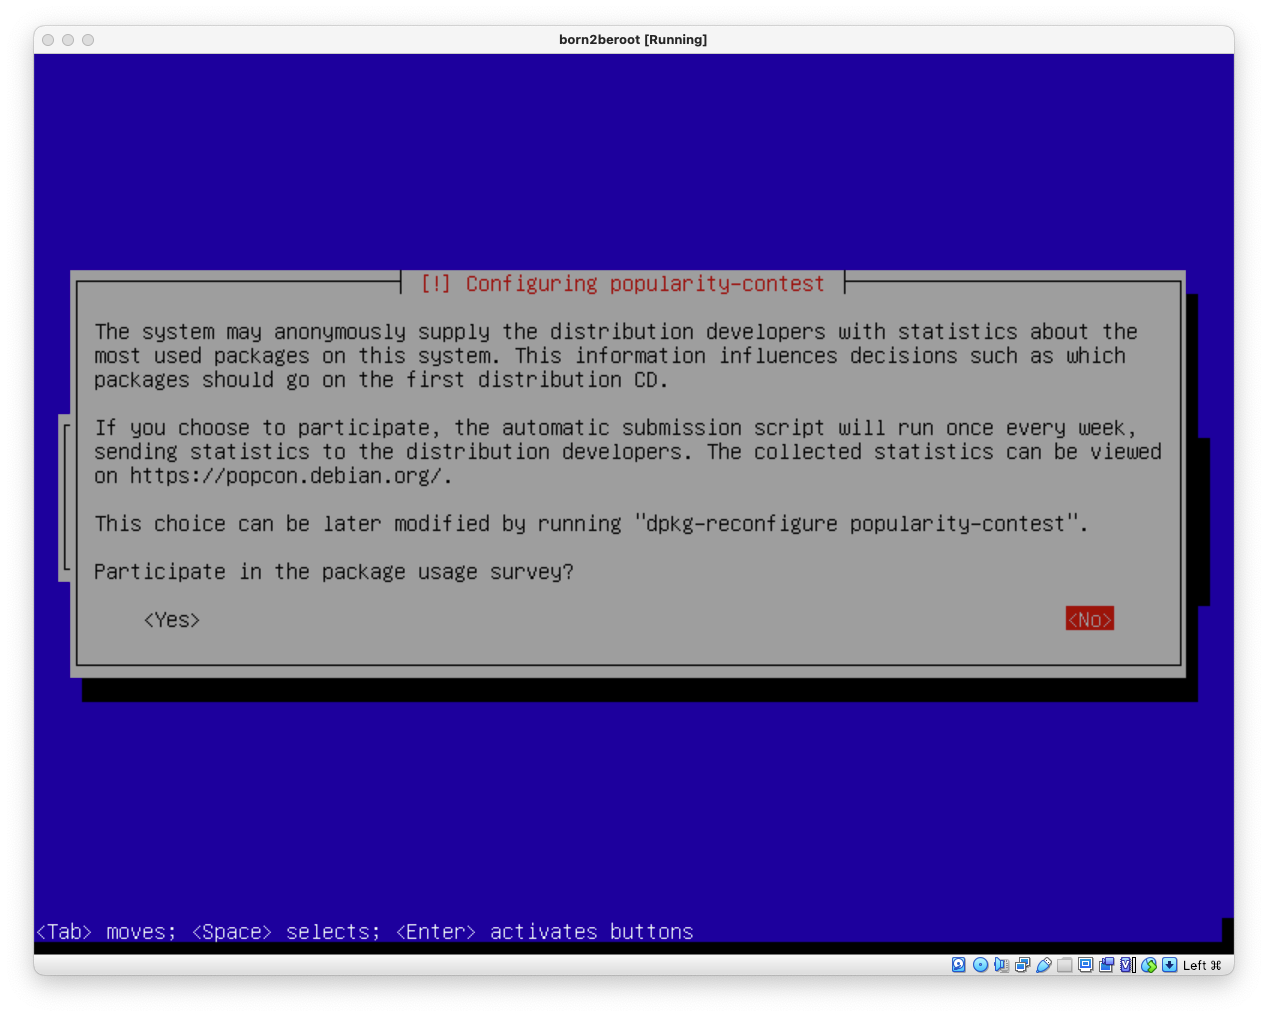 born2beroot [Running]
[!] Configuring popularity-contest
The system may anonymously supply the distribution developers with statistics about the
most used packages on this system. This information influences decisions such as which
packages should go on the first distribution CD.
If you choose to participate, the automatic submission script will run once every week,
sending statistics to the distribution developers. The collected statistics can be viewed
on https://popcon.debian.org/.
This choice can be later modified by running "dpkg-reconfigure popularity-contest".
Participate in the package usage survey?
<Yes> <No>
<Tab> moves; <Space> selects; <Enter> activates buttons
Left ⌘